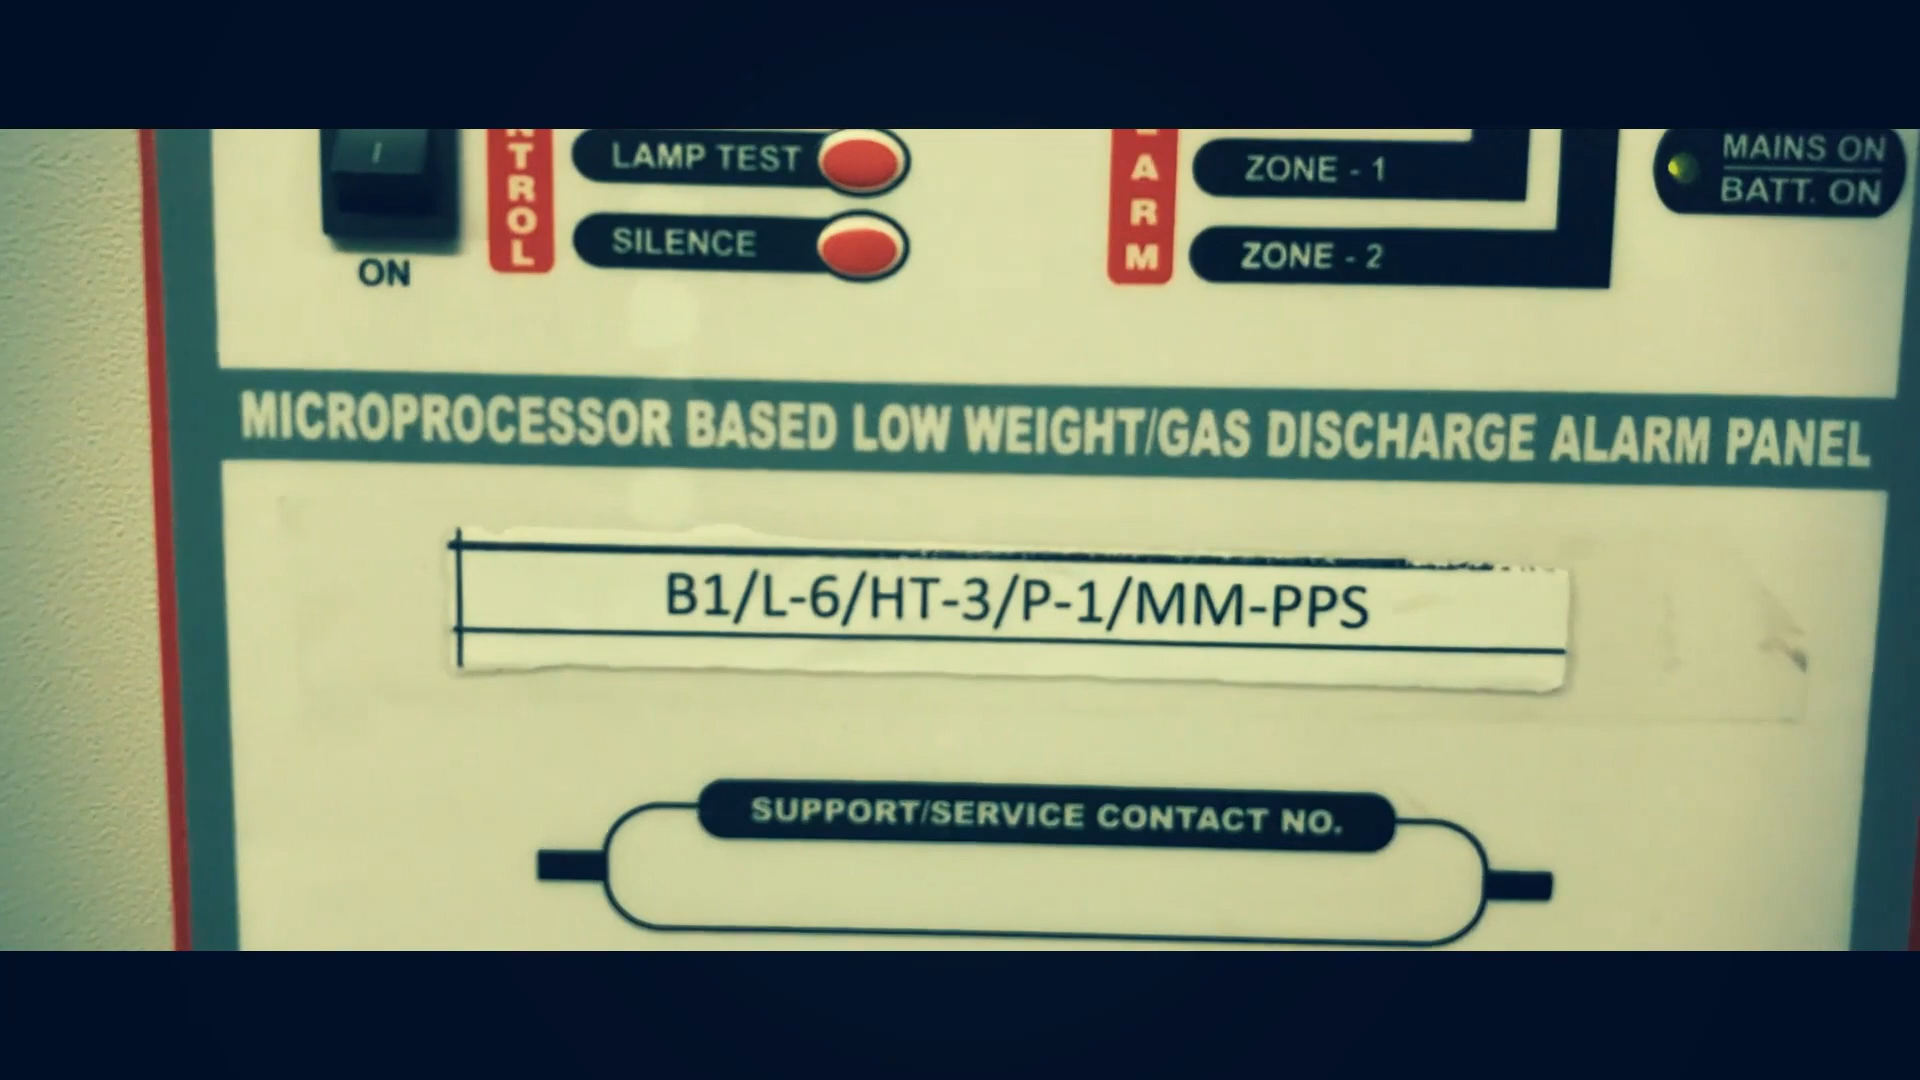 NTROL
LAMP TEST
SILENCE
ON
ARM
ZONE - 1
ZONE - 2
MAINS ON
BATT. ON
MICROPROCESSOR BASED LOW WEIGHT/GAS DISCHARGE ALARM PANEL
B1/L-6/HT-3/P-1/MM-PPS
SUPPORT/SERVICE CONTACT NO.